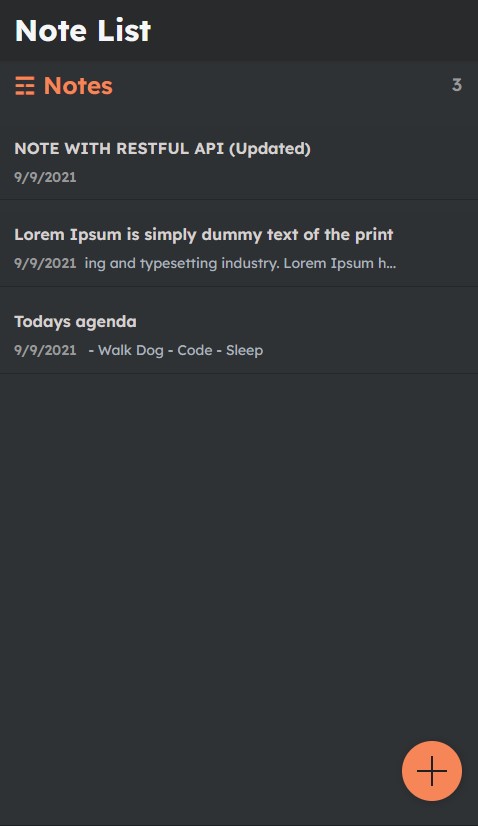 Note List
☶ Notes 3
NOTE WITH RESTFUL API (Updated)
9/9/2021
Lorem Ipsum is simply dummy text of the print
9/9/2021 ing and typesetting industry. Lorem Ipsum h...
Todays agenda
9/9/2021 - Walk Dog - Code - Sleep